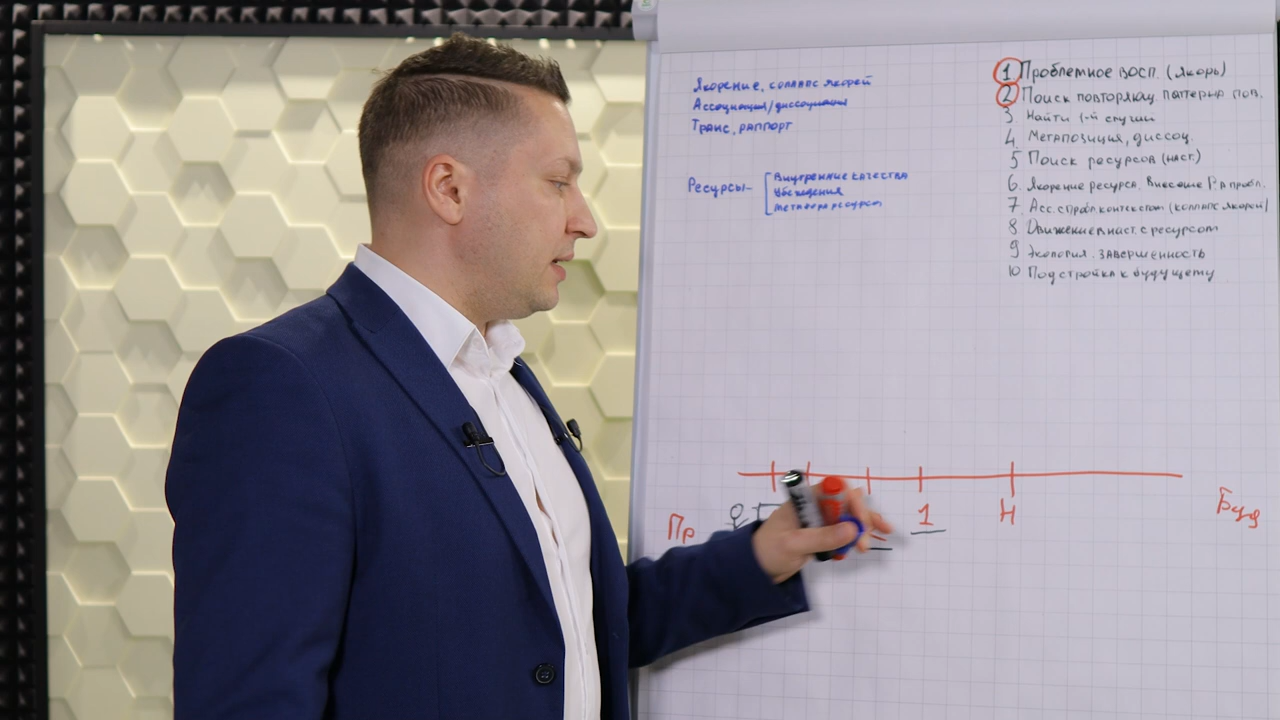 Якорение, коллапс якорей
Ассоциация/диссоциация
Транс, раппорт
Ресурсы-
Внутренние качества
Убеждения
Метафора ресурсы
1 Проблемное восп. (якорь)
2 Поиск повторяющ. паттерна пов.
3 Найти 1-й случай
4 Метапозиция, диссоц.
5 Поиск ресурсов (наст.)
6. Якорение ресурса. Внесение Р. в пробл.
7. Асс. с пробл контекстом (коллапс якорей)
8 Движение в наст. с ресурсом
9 Экология. Завершенность
10 Подстройка к будущему
Пр
1
Н
Буд